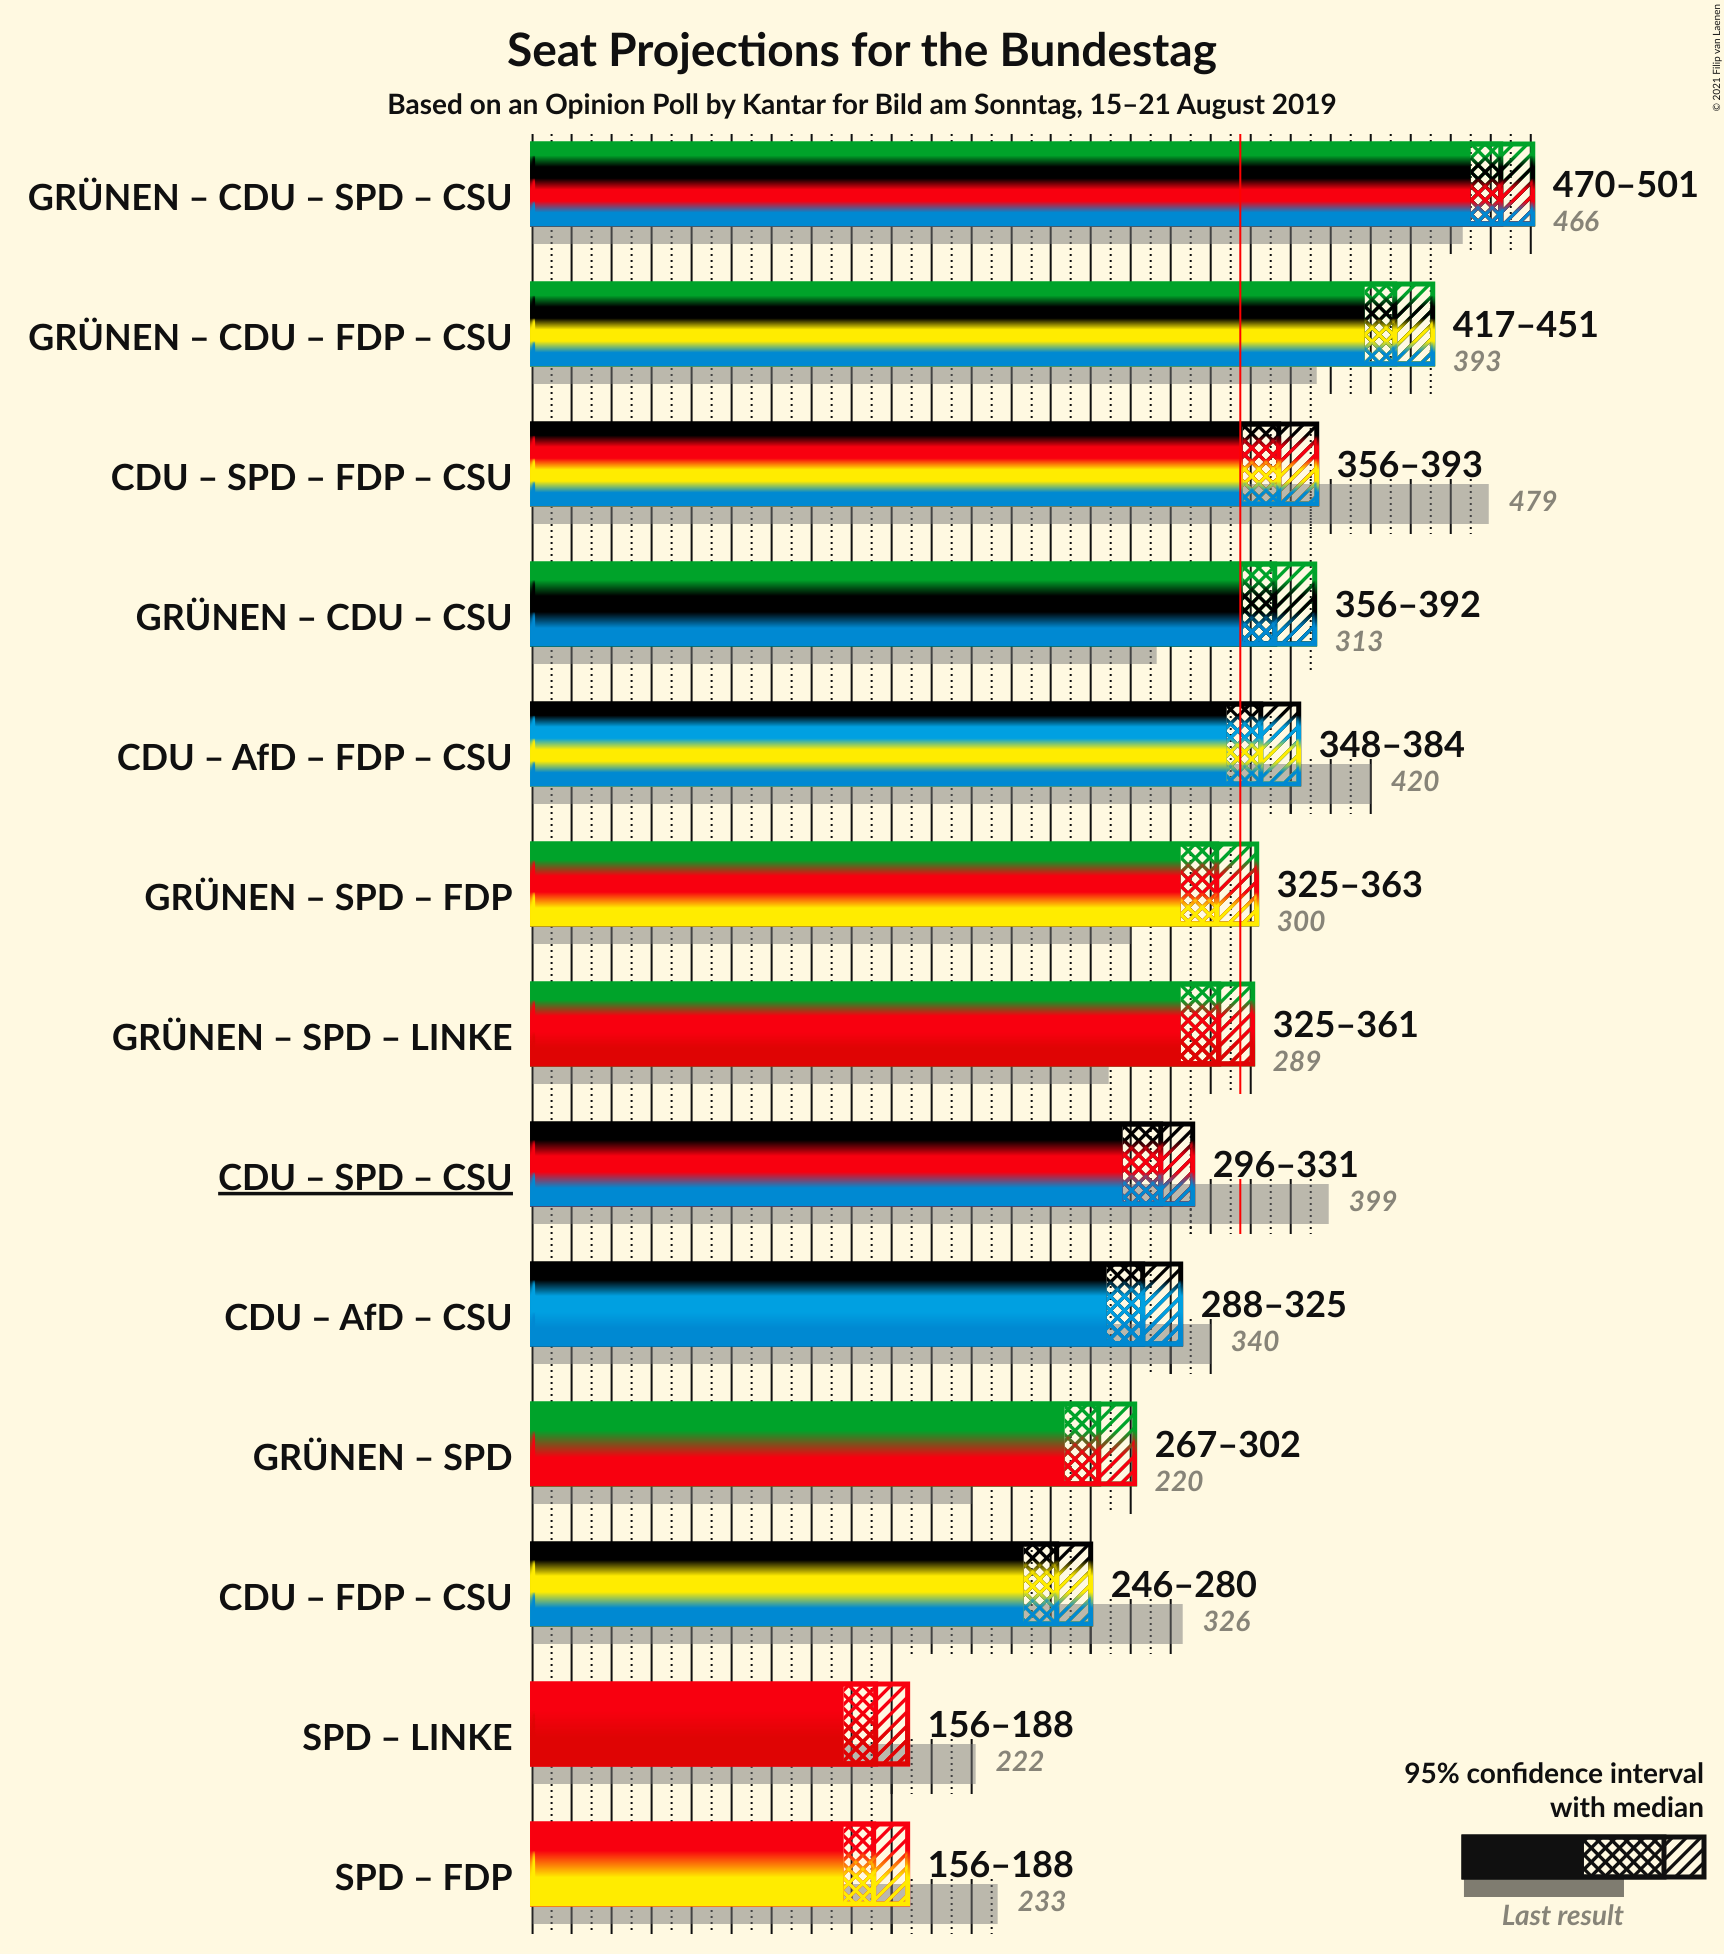 Seat Projections for the Bundestag
Based on an Opinion Poll by Kantar for Bild am Sonntag, 15–21 August 2019
© 2021 Filip van Laenen
GRÜNEN – CDU – SPD – CSU
470–501
466
GRÜNEN – CDU – FDP – CSU
417–451
393
CDU – SPD – FDP – CSU
356–393
479
GRÜNEN – CDU – CSU
356–392
313
CDU – AfD – FDP – CSU
348–384
420
GRÜNEN – SPD – FDP
325–363
300
GRÜNEN – SPD – LINKE
325–361
289
CDU – SPD – CSU
296–331
399
CDU – AfD – CSU
288–325
340
GRÜNEN – SPD
267–302
220
CDU – FDP – CSU
246–280
326
SPD – LINKE
156–188
222
SPD – FDP
156–188
233
95% confidence interval
with median
Last result